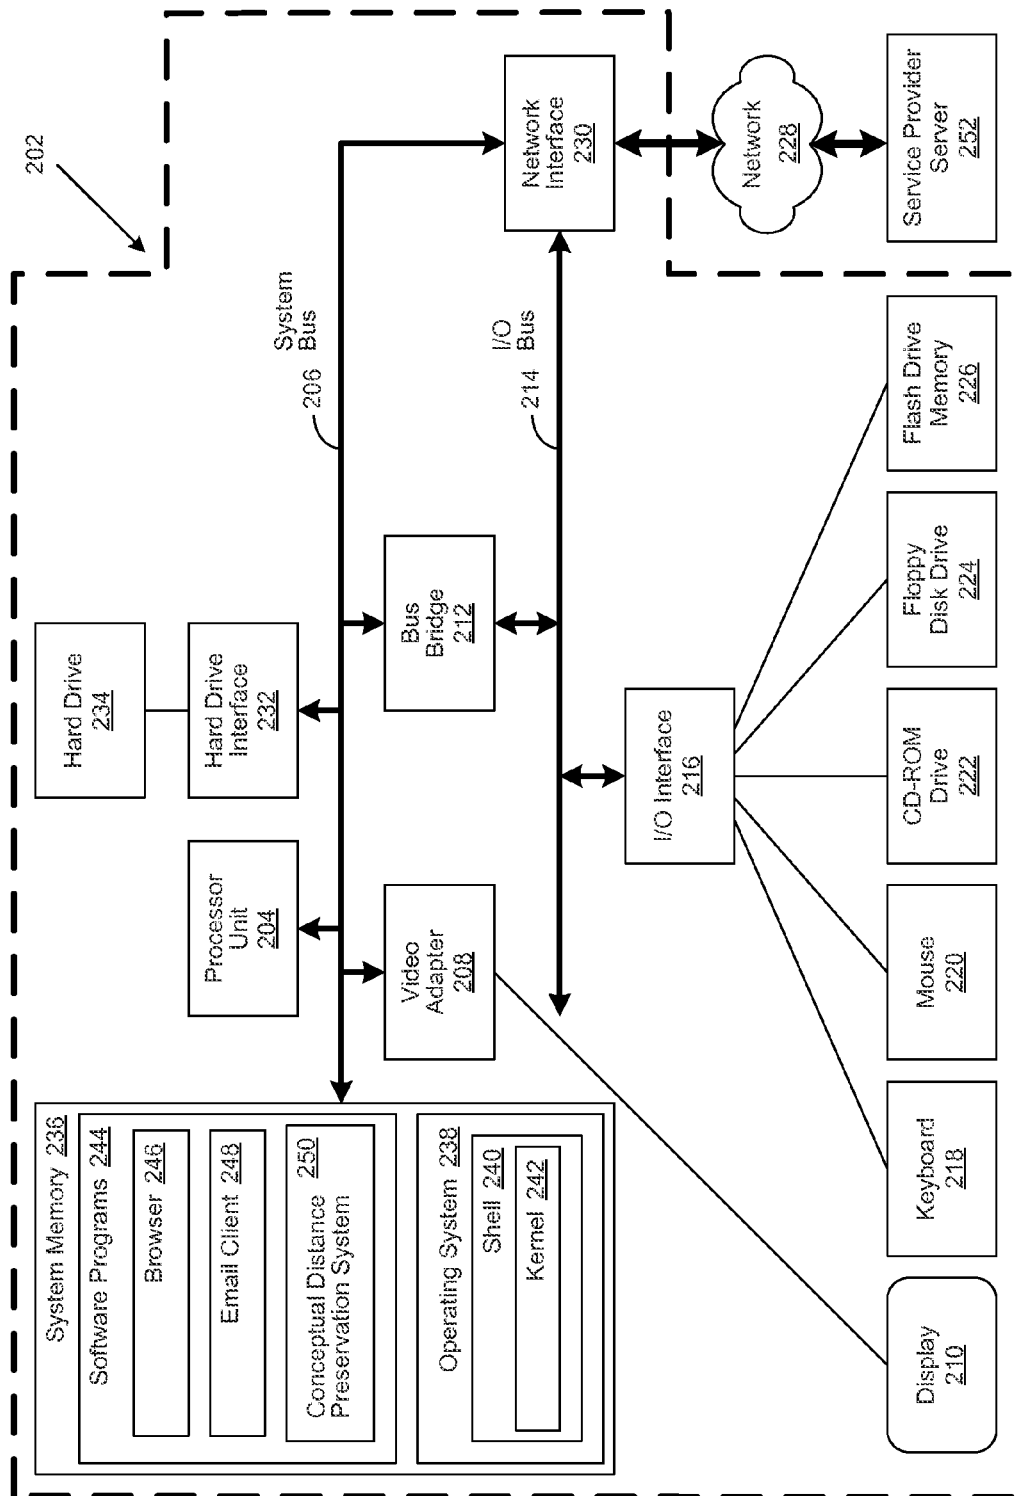 202
System Memory 236
Software Programs 244
Browser 246
Email Client 248
Conceptual Distance 250
Preservation System
Operating System 238
Shell 240
Kernel 242
Processor
Unit
204
Hard Drive
234
Hard Drive
Interface
232
System
Bus
206
Video
Adapter
208
Bus
Bridge
212
I/O
Bus
214
Network
Interface
230
I/O Interface
216
Network
228
Display
210
Keyboard
218
Mouse
220
CD-ROM
Drive
222
Floppy
Disk Drive
224
Flash Drive
Memory
226
Service Provider
Server
252